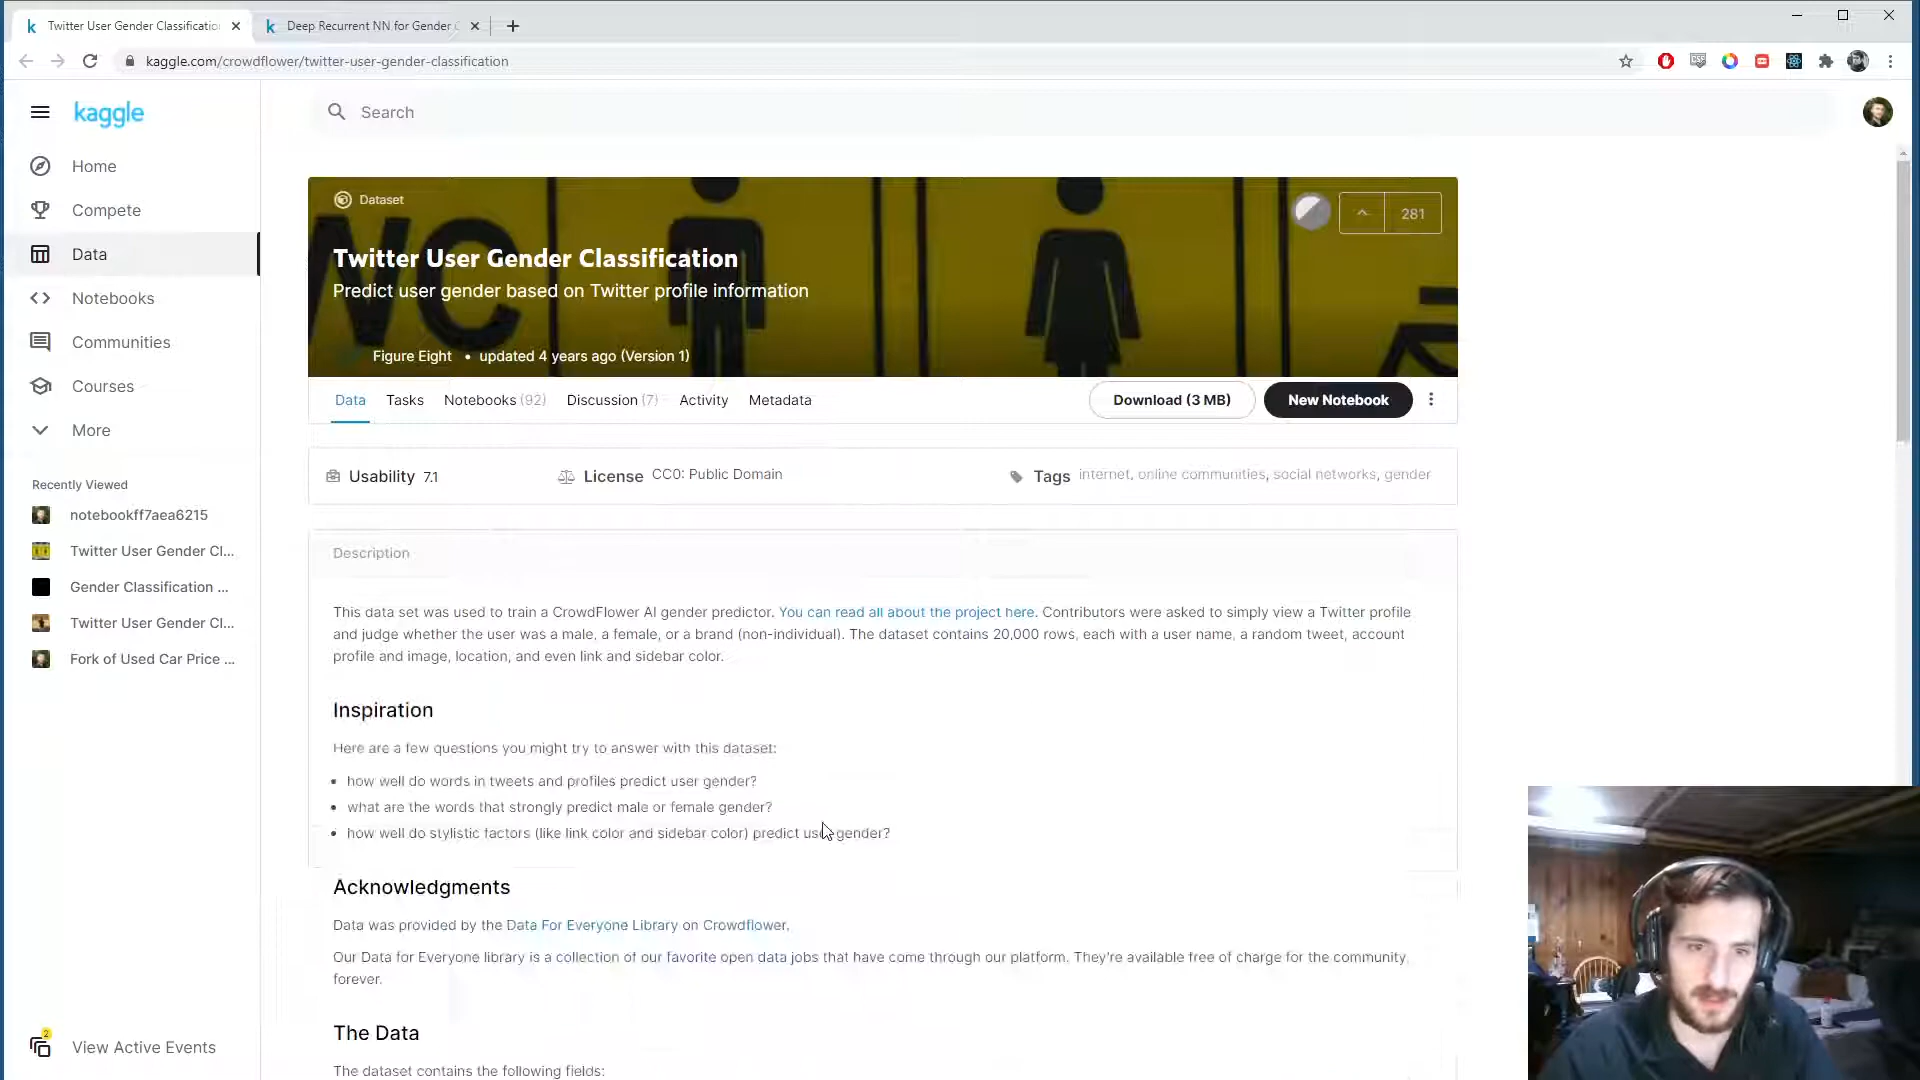 Twitter User Gender Classificatio
Deep Recurrent NN for Gender C
kaggle.com/crowdflower/twitter-user-gender-classification
kaggle
Search
Home
Compete
Data
Notebooks
Communities
Courses
More
Recently Viewed
notebookff7aea6215
Twitter User Gender Cl...
Gender Classification ...
Twitter User Gender Cl...
Fork of Used Car Price ...
2
View Active Events
WC
Dataset
281
Twitter User Gender Classification
Predict user gender based on Twitter profile information
Figure Eight • updated 4 years ago (Version 1)
Data Tasks Notebooks (92) Discussion (7) Activity Metadata Download (3 MB) New Notebook
Usability 7.1 License CC0: Public Domain Tags internet, online communities, social networks, gender
Description
This data set was used to train a CrowdFlower AI gender predictor. You can read all about the project here. Contributors were asked to simply view a Twitter profile
and judge whether the user was a male, a female, or a brand (non-individual). The dataset contains 20,000 rows, each with a user name, a random tweet, account
profile and image, location, and even link and sidebar color.
Inspiration
Here are a few questions you might try to answer with this dataset:
• how well do words in tweets and profiles predict user gender?
• what are the words that strongly predict male or female gender?
• how well do stylistic factors (like link color and sidebar color) predict user gender?
Acknowledgments
Data was provided by the Data For Everyone Library on Crowdflower.
Our Data for Everyone library is a collection of our favorite open data jobs that have come through our platform. They're available free of charge for the community,
forever.
The Data
The dataset contains the following fields: